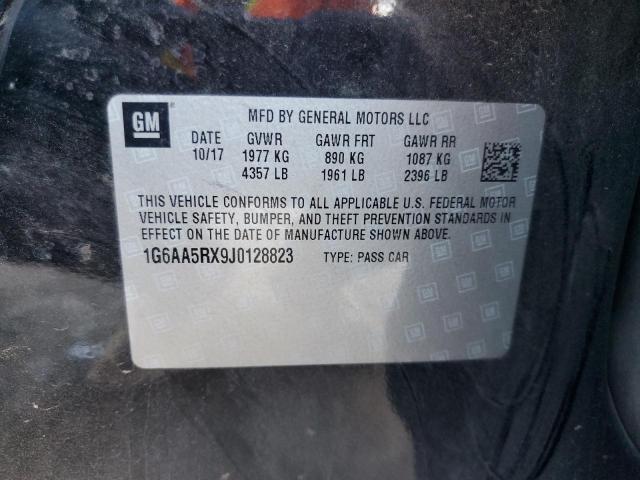 GM
MFD BY GENERAL MOTORS LLC
DATE GVWR GAWR FRT GAWR RR
10/17 1977 KG 890 KG 1087 KG
4357 LB 1961 LB 2396 LB
THIS VEHICLE CONFORMS TO ALL APPLICABLE U.S. FEDERAL MOTOR
VEHICLE SAFETY, BUMPER, AND THEFT PREVENTION STANDARDS IN
EFFECT ON THE DATE OF MANUFACTURE SHOWN ABOVE.
1G6AA5RX9J0128823 TYPE: PASS CAR